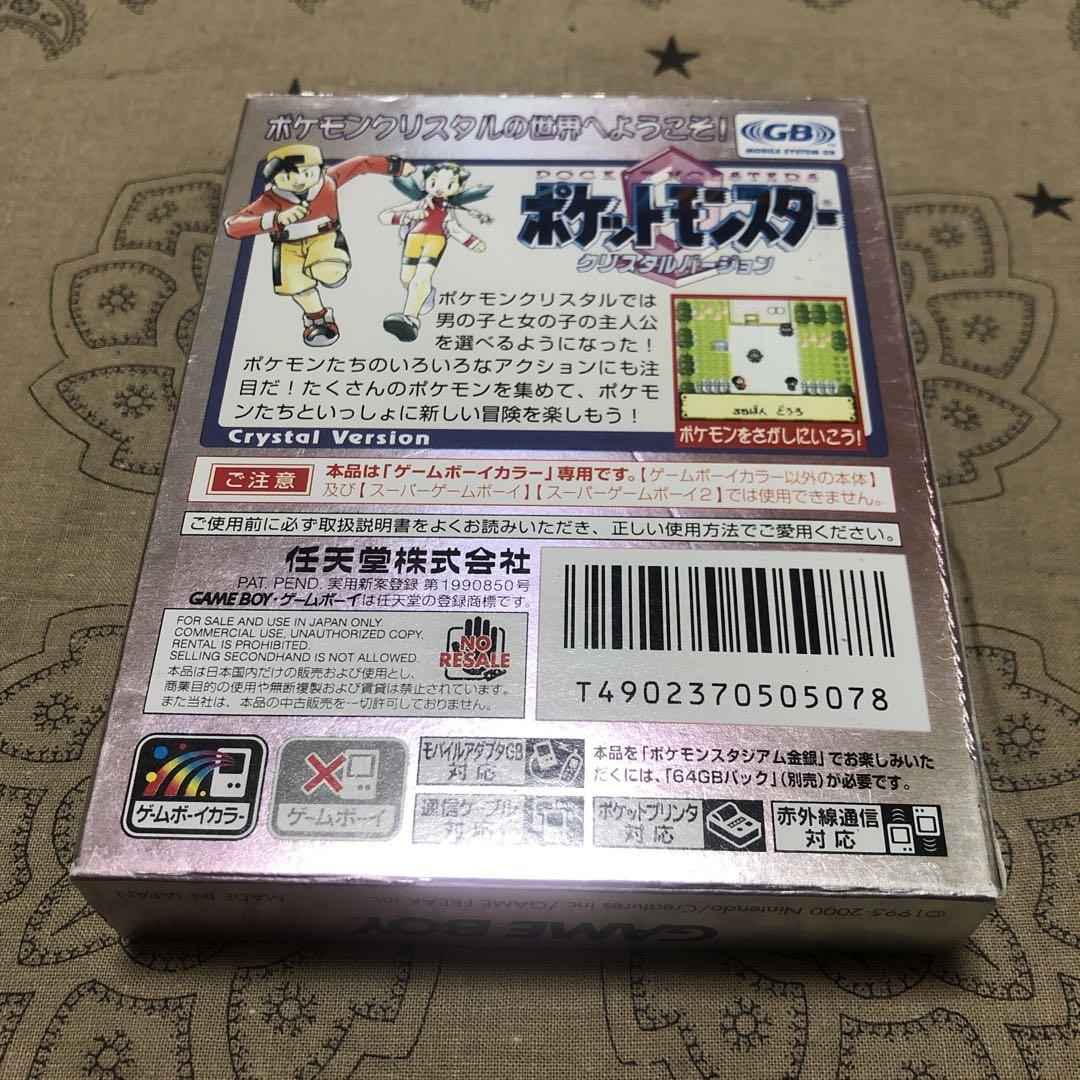 ポケモンクリスタルの世界へようこそ!
GB
MOBILE SYSTEM GB
POCKET MONSTERS
ポケットモンスター
クリスタルバージョン
ポケモンクリスタルでは
男の子と女の子の主人公
を選べるようになった!
ポケモンたちのいろいろなアクションにも注
目だ!たくさんのポケモンを集めて、ポケモ
ンたちといっしょに新しい冒険を楽しもう!
Crystal Version
どうろ
ポケモンをさがしにいこう!
ご注意
本品は「ゲームボーイカラー」専用です。【ゲームボーイカラー以外の本体】
及び【スーパーゲームボーイ】【スーパーゲームボーイ2】では使用できません。
ご使用前に必ず取扱説明書をよくお読みいただき、正しい使用方法でご愛用ください。
任天堂株式会社
PAT. PEND. 実用新案登録 第1990850号
GAME BOY・ゲームボーイは任天堂の登録商標です。
FOR SALE AND USE IN JAPAN ONLY.
COMMERCIAL USE, UNAUTHORIZED COPY,
RENTAL IS PROHIBITED.
SELLING SECONDHAND IS NOT ALLOWED.
NO
RESALE
本品は日本国内だけの販売および使用とし、
商業目的の使用や無断複製および賃貸は禁止されています。
また当社は、本品の中古販売を一切許可しておりません。
T4902370505078
ゲームボーイカラー
ゲームボーイ
モバイルアダプタGB
対応
本品を「ポケモンスタジアム金銀」でお楽しみいた
だくには、「64GBパック」(別売)が必要です。
通信ケーブル
対応
ポケットプリンタ
対応
赤外線通信
対応
©1995-2000 Nintendo/Creatures inc./GAME FREAK inc.
MADE IN JAPAN
GAME BOY